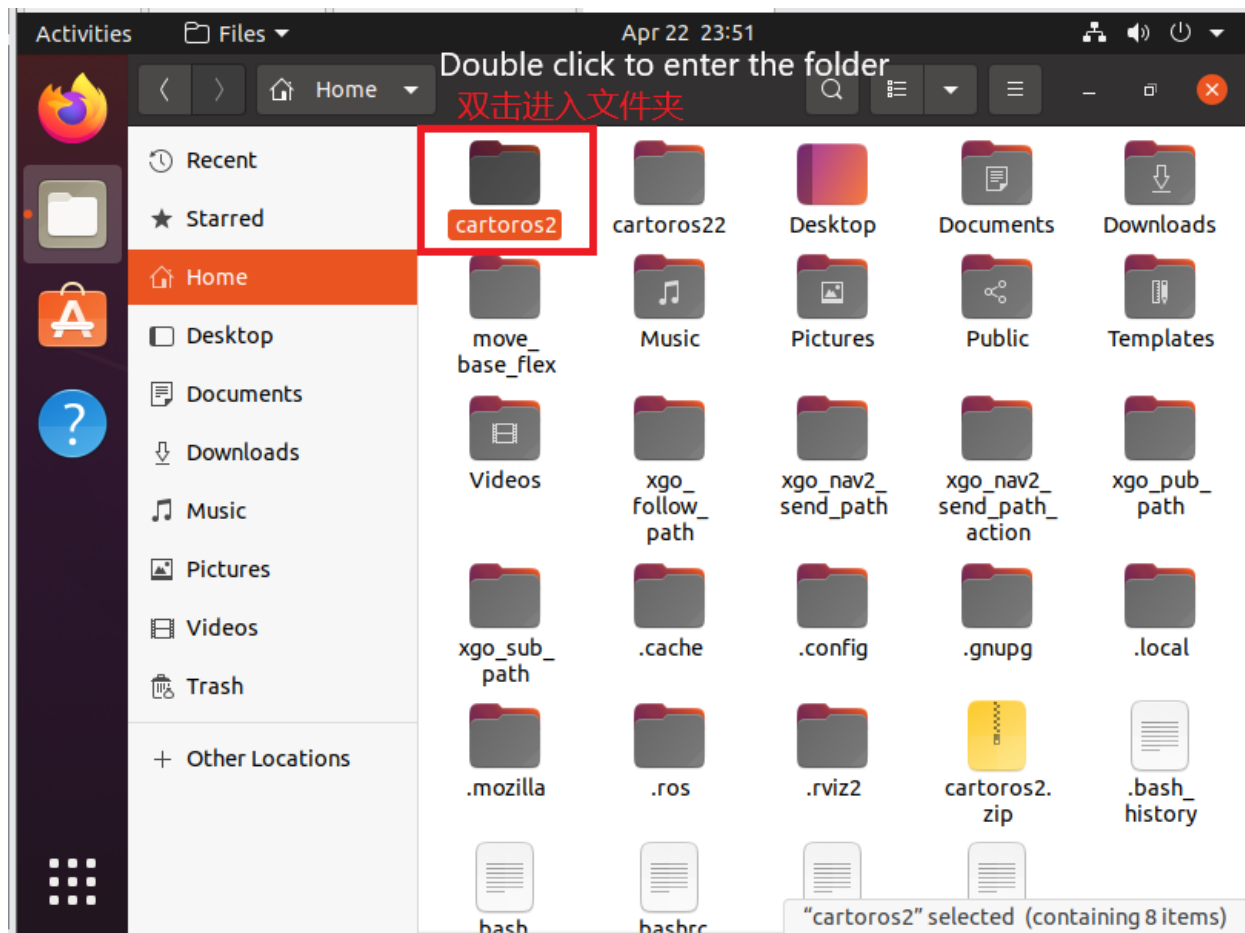 Activities
Files
Apr 22 23:51
Double click to enter the folder
Home
双击进入文件夹
Recent
Starred
Home
Desktop
Documents
Downloads
Music
Pictures
Videos
Trash
+ Other Locations
cartoros2
cartoros22
Desktop
Documents
Downloads
move_
base_flex
Music
Pictures
Public
Templates
Videos
xgo_
follow_
path
xgo_nav2_
send_path
xgo_nav2_
send_path_
action
xgo_pub_
path
xgo_sub_
path
.cache
.config
.gnupg
.local
.mozilla
.ros
.rviz2
cartoros2.
zip
.bash_
history
“cartoros2” selected (containing 8 items)